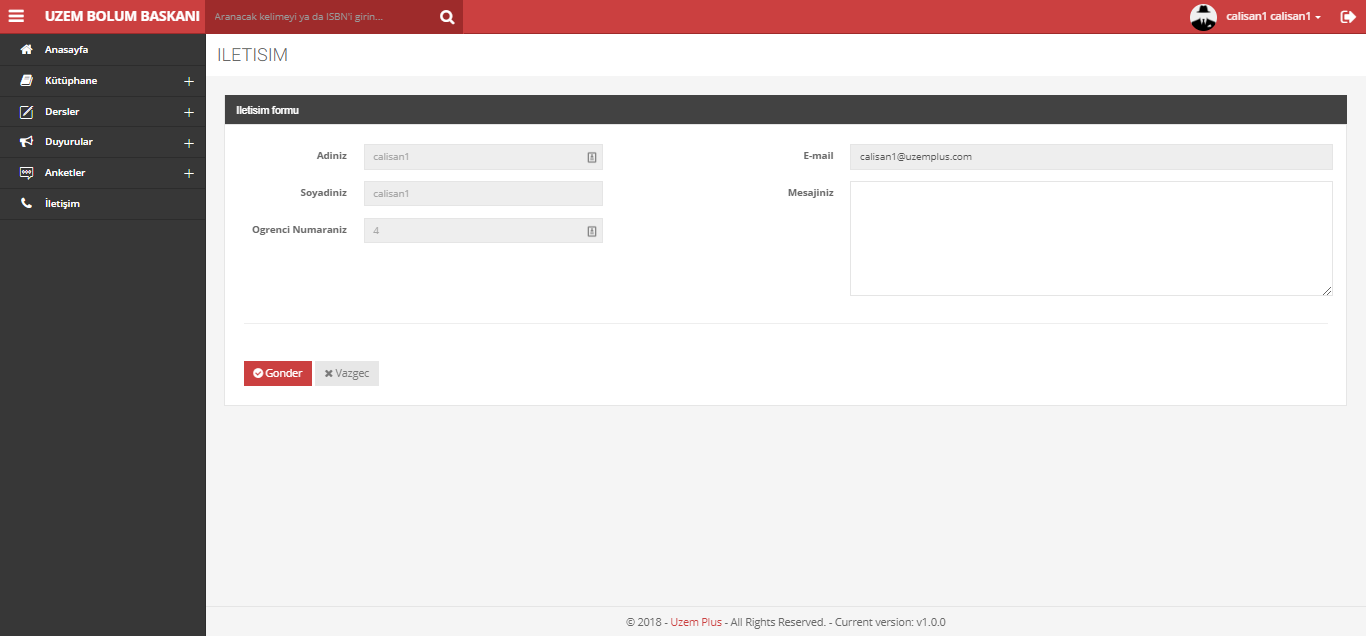 UZEM BOLUM BASKANI
Aranacak kelimeyi ya da ISBN'i girin...
calisan1 calisan1
Anasayfa
Kütüphane
Dersler
Duyurular
Anketler
İletişim
ILETISIM
Iletisim formu
Adiniz
calisan1
Soyadiniz
calisan1
Ogrenci Numaraniz
4
E-mail
calisan1@uzemplus.com
Mesajiniz
Gonder
Vazgec
© 2018 - Uzem Plus - All Rights Reserved. - Current version: v1.0.0